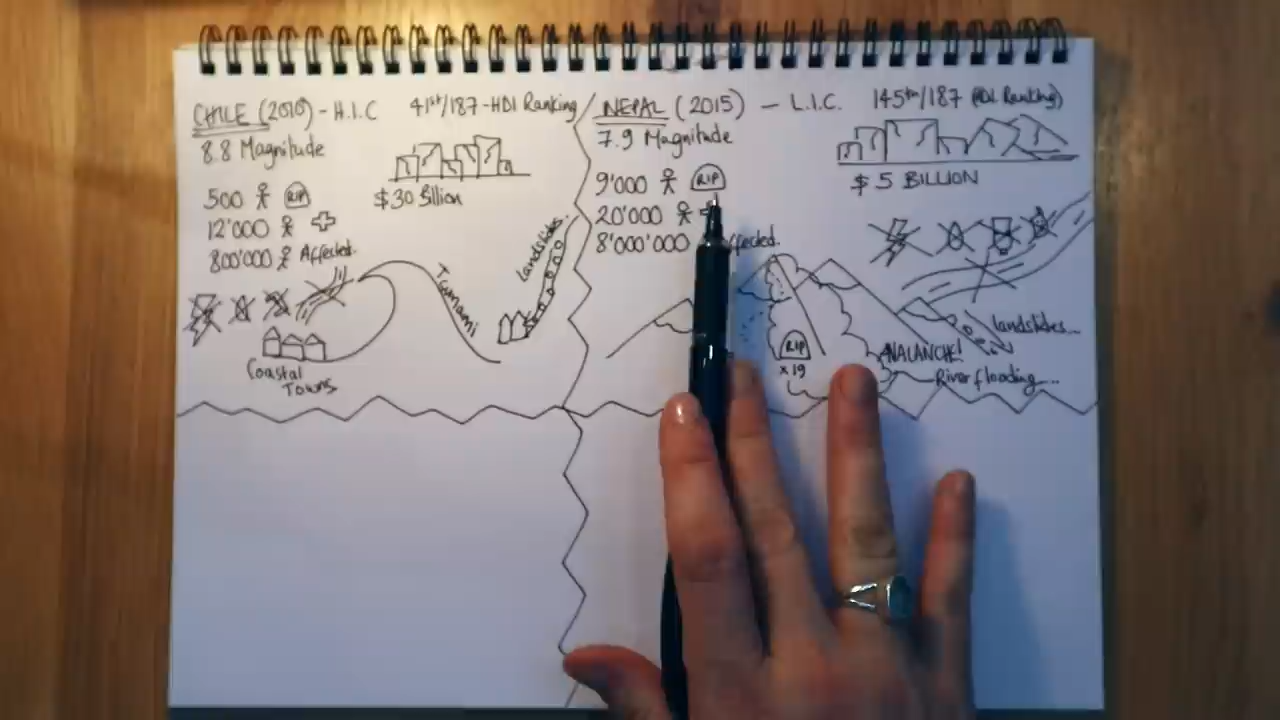 CHILE (2010) - H.I.C 41st/187 - HDI Ranking
8.8 Magnitude
500 RIP
12'000
800'000 Affected.
$30 Billion
Landslides.
Tsunami
Coastal
Towns
NEPAL (2015) - L.I.C. 145th/187 HDI Ranking)
7.9 Magnitude
9'000 RIP
20'000
8'000'000 ffected.
$5 BILLION
RIP
x19
AVALANCHE!
landslides...
River flooding...